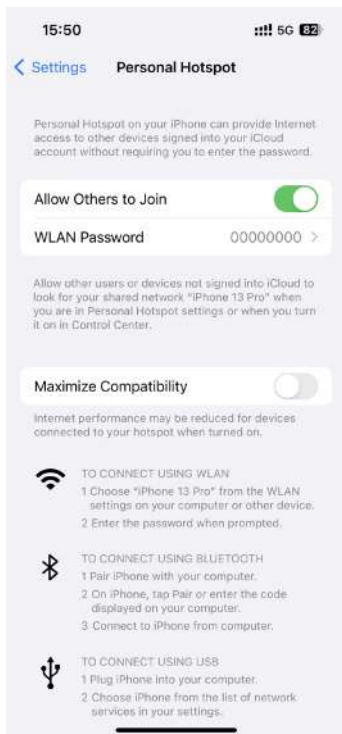 15:50
5G 82
Settings
Personal Hotspot
Personal Hotspot on your iPhone can provide Internet
access to other devices signed into your iCloud
account without requiring you to enter the password.
Allow Others to Join
WLAN Password 00000000
Allow other users or devices not signed into iCloud to
look for your shared network "iPhone 13 Pro" when
you are in Personal Hotspot settings or when you turn
it on in Control Center.
Maximize Compatibility
Internet performance may be reduced for devices
connected to your hotspot when turned on.
TO CONNECT USING WLAN
1 Choose "iPhone 13 Pro" from the WLAN
settings on your computer or other device.
2 Enter the password when prompted.
TO CONNECT USING BLUETOOTH
1 Pair iPhone with your computer.
2 On iPhone, tap Pair or enter the code
displayed on your computer.
3 Connect to iPhone from computer.
TO CONNECT USING USB
1 Plug iPhone into your computer.
2 Choose iPhone from the list of network
services in your settings.